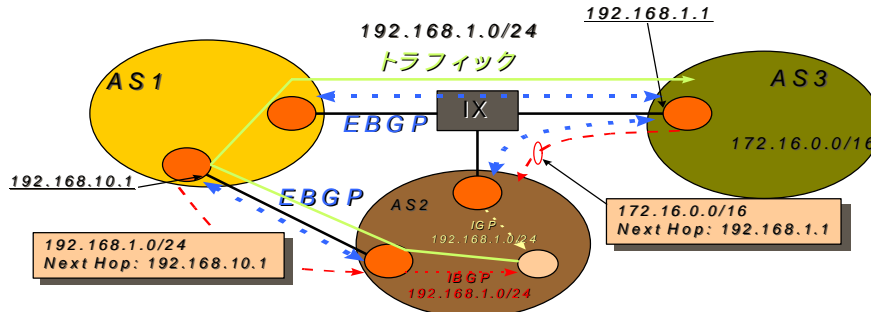 192.168.1.1
192.168.1.0/24
トラフィック
AS1
AS3
IX
EBGP
172.16.0.0/16
192.168.10.1
EBGP
AS2
172.16.0.0/16
Next Hop: 192.168.1.1
IGP
192.168.1.0/24
192.168.1.0/24
Next Hop: 192.168.10.1
IBGP
192.168.1.0/24